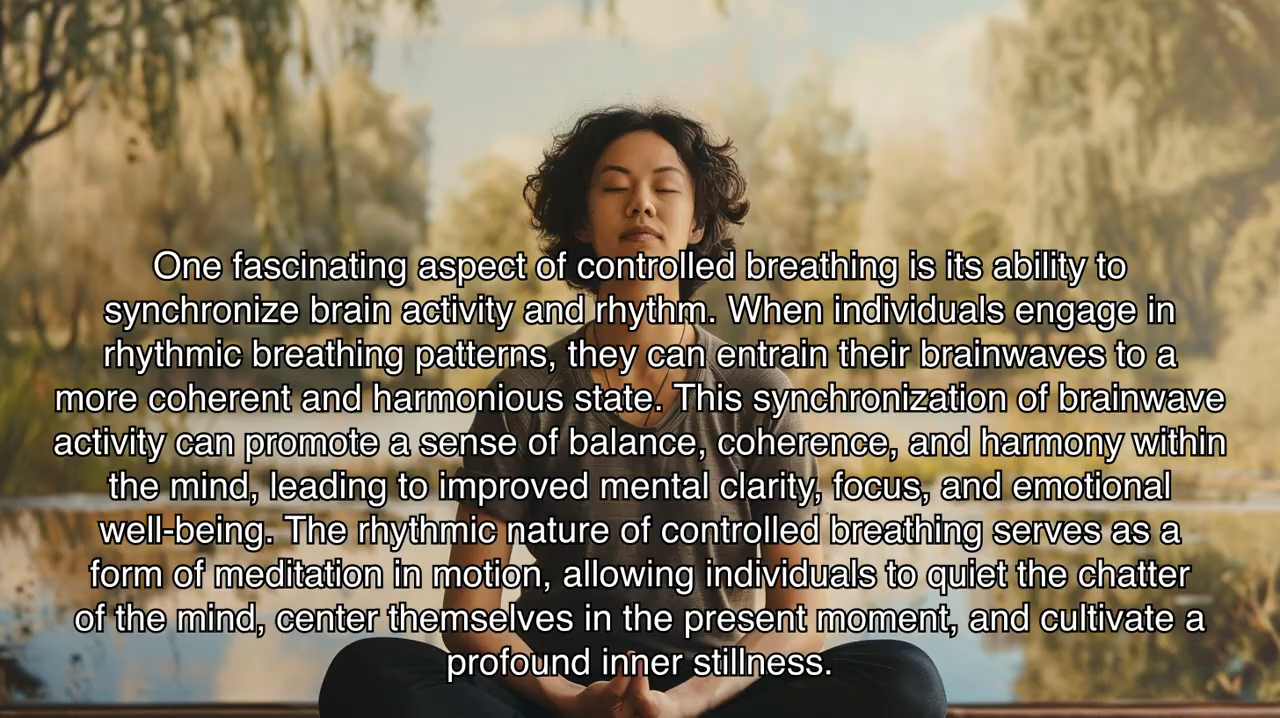 One fascinating aspect of controlled breathing is its ability to
synchronize brain activity and rhythm. When individuals engage in
rhythmic breathing patterns, they can entrain their brainwaves to a
more coherent and harmonious state. This synchronization of brainwave
activity can promote a sense of balance, coherence, and harmony within
the mind, leading to improved mental clarity, focus, and emotional
well-being. The rhythmic nature of controlled breathing serves as a
form of meditation in motion, allowing individuals to quiet the chatter
of the mind, center themselves in the present moment, and cultivate a
profound inner stillness.